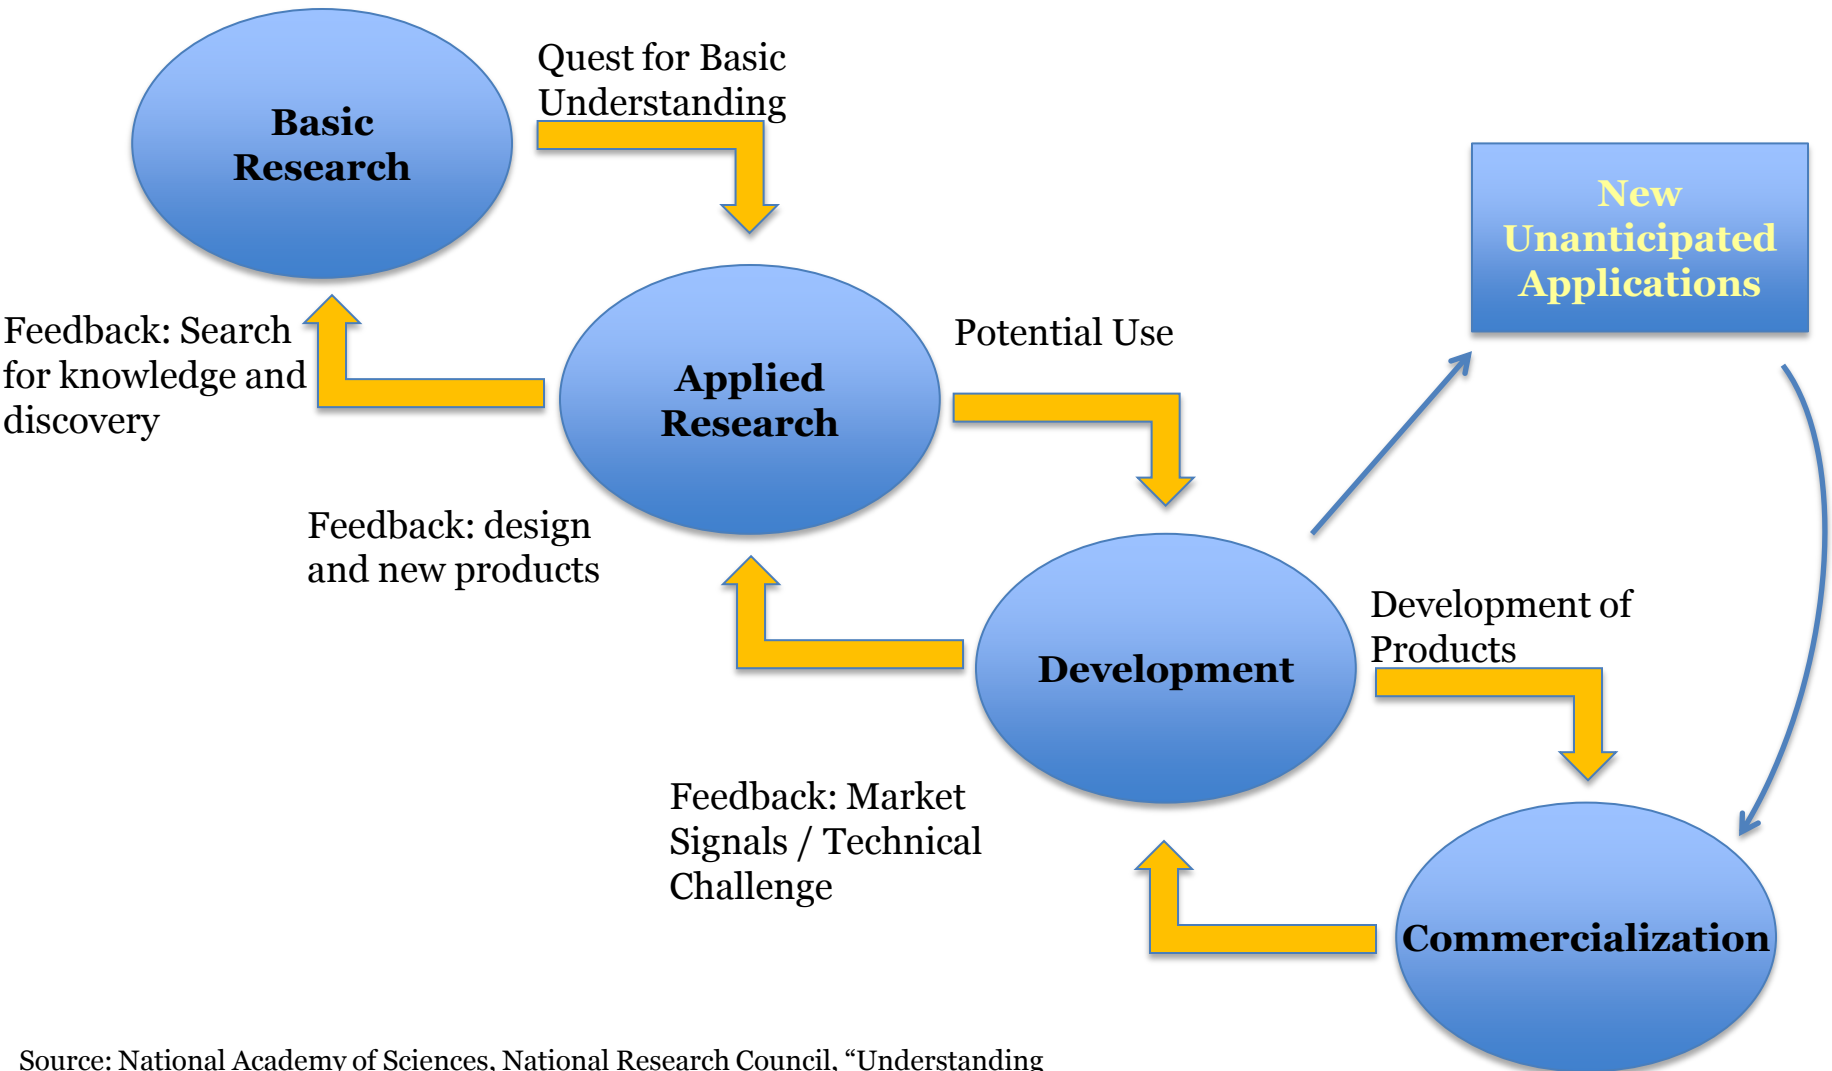 Basic
Research
Quest for Basic
Understanding
New
Unanticipated
Applications
Feedback: Search
for knowledge and
discovery
Applied
Research
Potential Use
Feedback: design
and new products
Development
Development of
Products
Feedback: Market
Signals / Technical
Challenge
Commercialization
Source: National Academy of Sciences, National Research Council, “Understanding